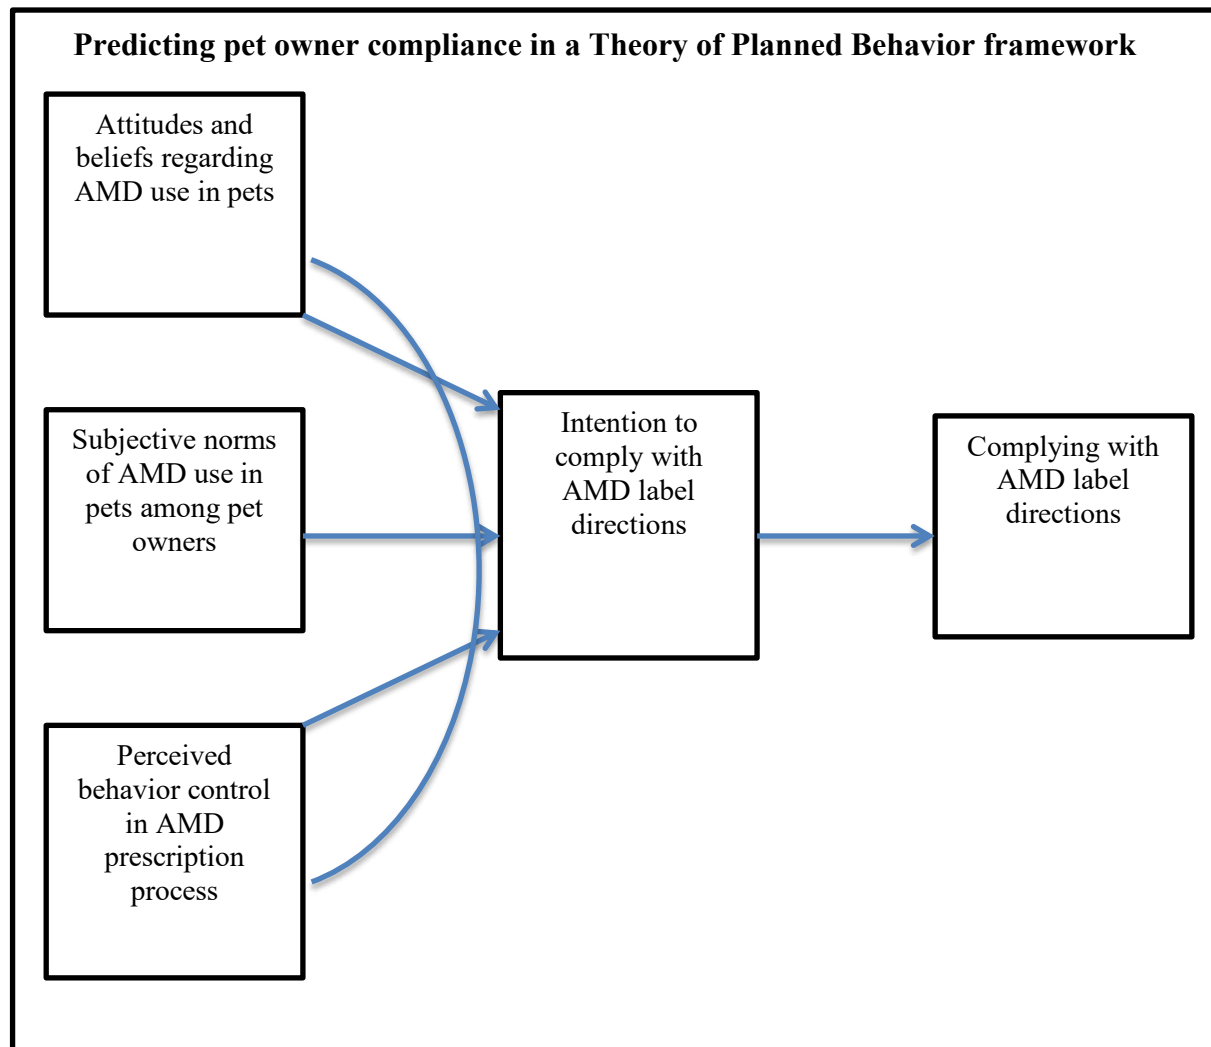 Predicting pet owner compliance in a Theory of Planned Behavior framework
Attitudes and
beliefs regarding
AMD use in pets
Subjective norms
of AMD use in
pets among pet
owners
Perceived
behavior control
in AMD
prescription
process
Intention to
comply with
AMD label
directions
Complying with
AMD label
directions